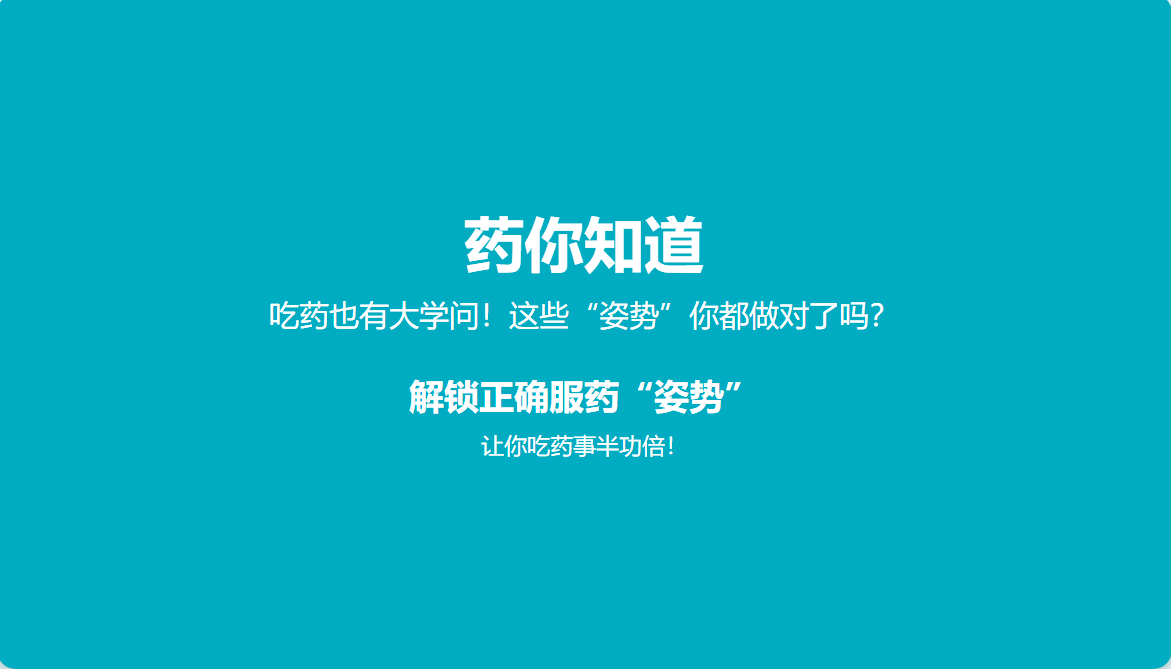 药你知道
吃药也有大学问！这些“姿势”你都做对了吗？
解锁正确服药“姿势”
让你吃药事半功倍！